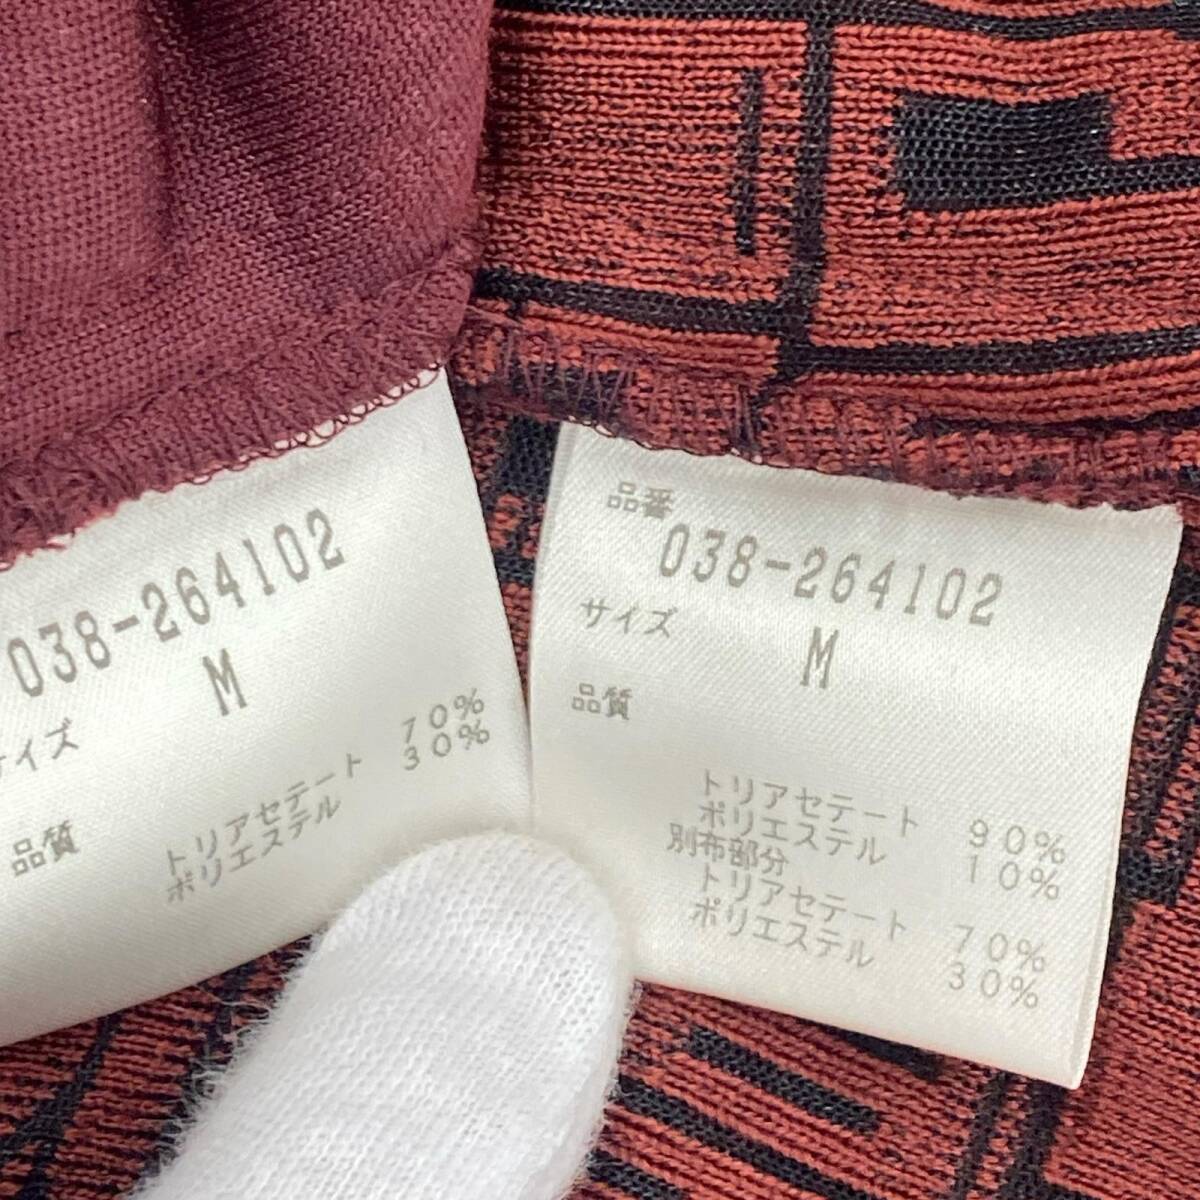 038-264102
サイズ
M
品質
トリアセテート 70%
ポリエステル 30%
品番
038-264102
サイズ
M
品質
トリアセテート 90%
ポリエステル 10%
別布部分
トリアセテート 70%
ポリエステル 30%